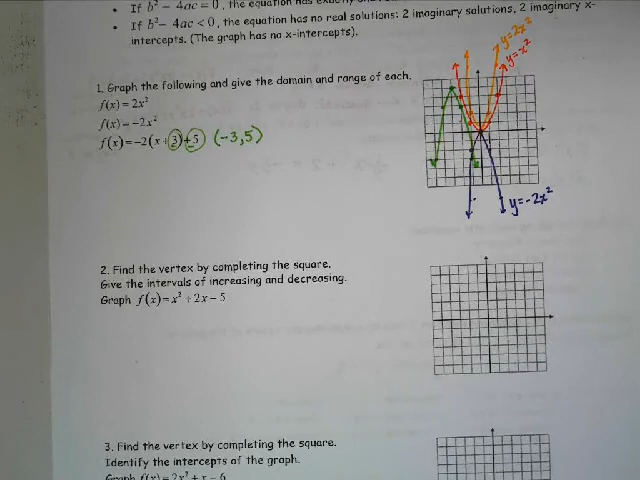 • If b² − 4ac = 0, the equation has
• If b² − 4ac < 0, the equation has no real solutions: 2 imaginary solutions, 2 imaginary x-
intercepts. (The graph has no x-intercepts).
1. Graph the following and give the domain and range of each.
f(x) = 2x²
f(x) = −2x²
f(x) = −2(x + 3) + 5 (−3, 5)
y = 2x²
y = x²
y = −2x²
2. Find the vertex by completing the square.
Give the intervals of increasing and decreasing.
Graph f(x) = x² + 2x − 5
3. Find the vertex by completing the square.
Identify the intercepts of the graph.
Graph f(x) = 2x² + x − 6